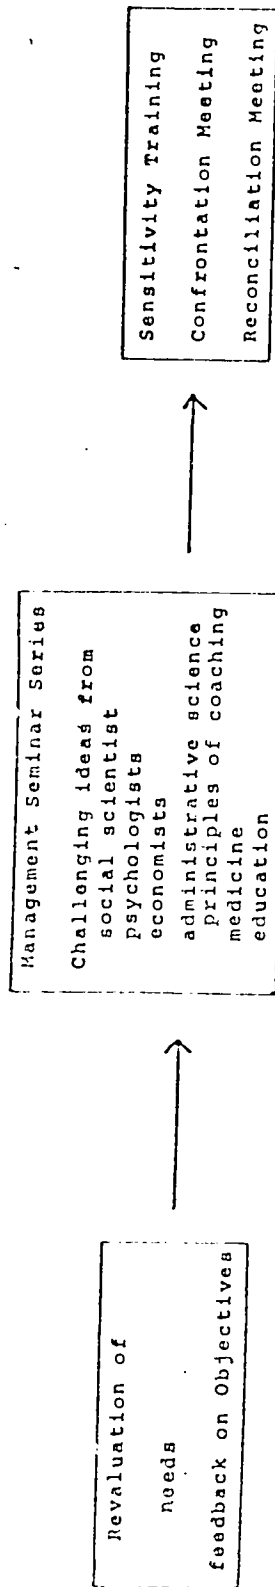 Revaluation of
needs
feedback on Objectives
Management Seminar Series
Challenging ideas from
social scientist
psychologists
economists
administrative science
principles of coaching
medicine
education
Sensitivity Training
Confrontation Meeting
Reconciliation Meeting